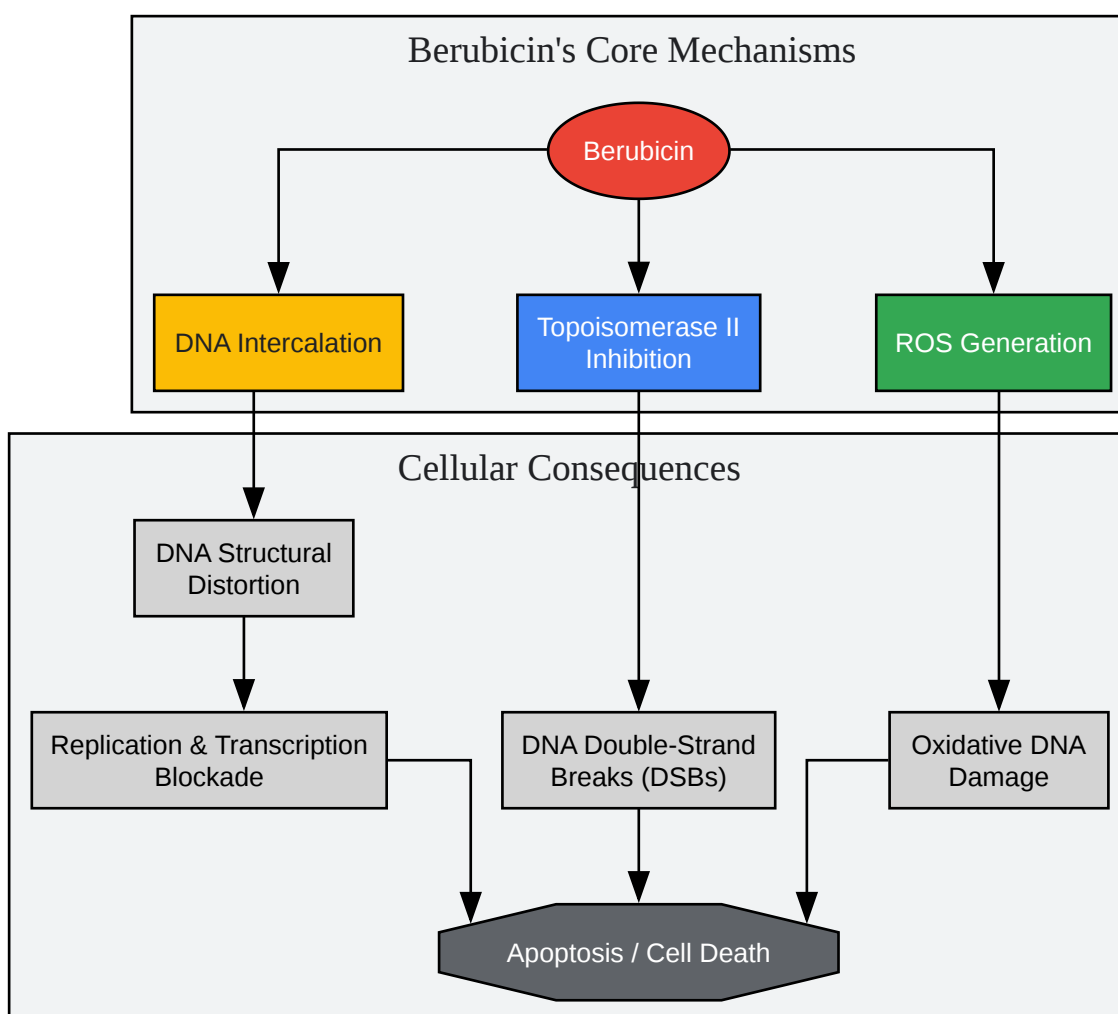 Berubicin's Core Mechanisms
Berubicin
DNA Intercalation
Topoisomerase II
Inhibition
ROS Generation
Cellular Consequences
DNA Structural
Distortion
Replication & Transcription
Blockade
DNA Double-Strand
Breaks (DSBs)
Oxidative DNA
Damage
Apoptosis / Cell Death